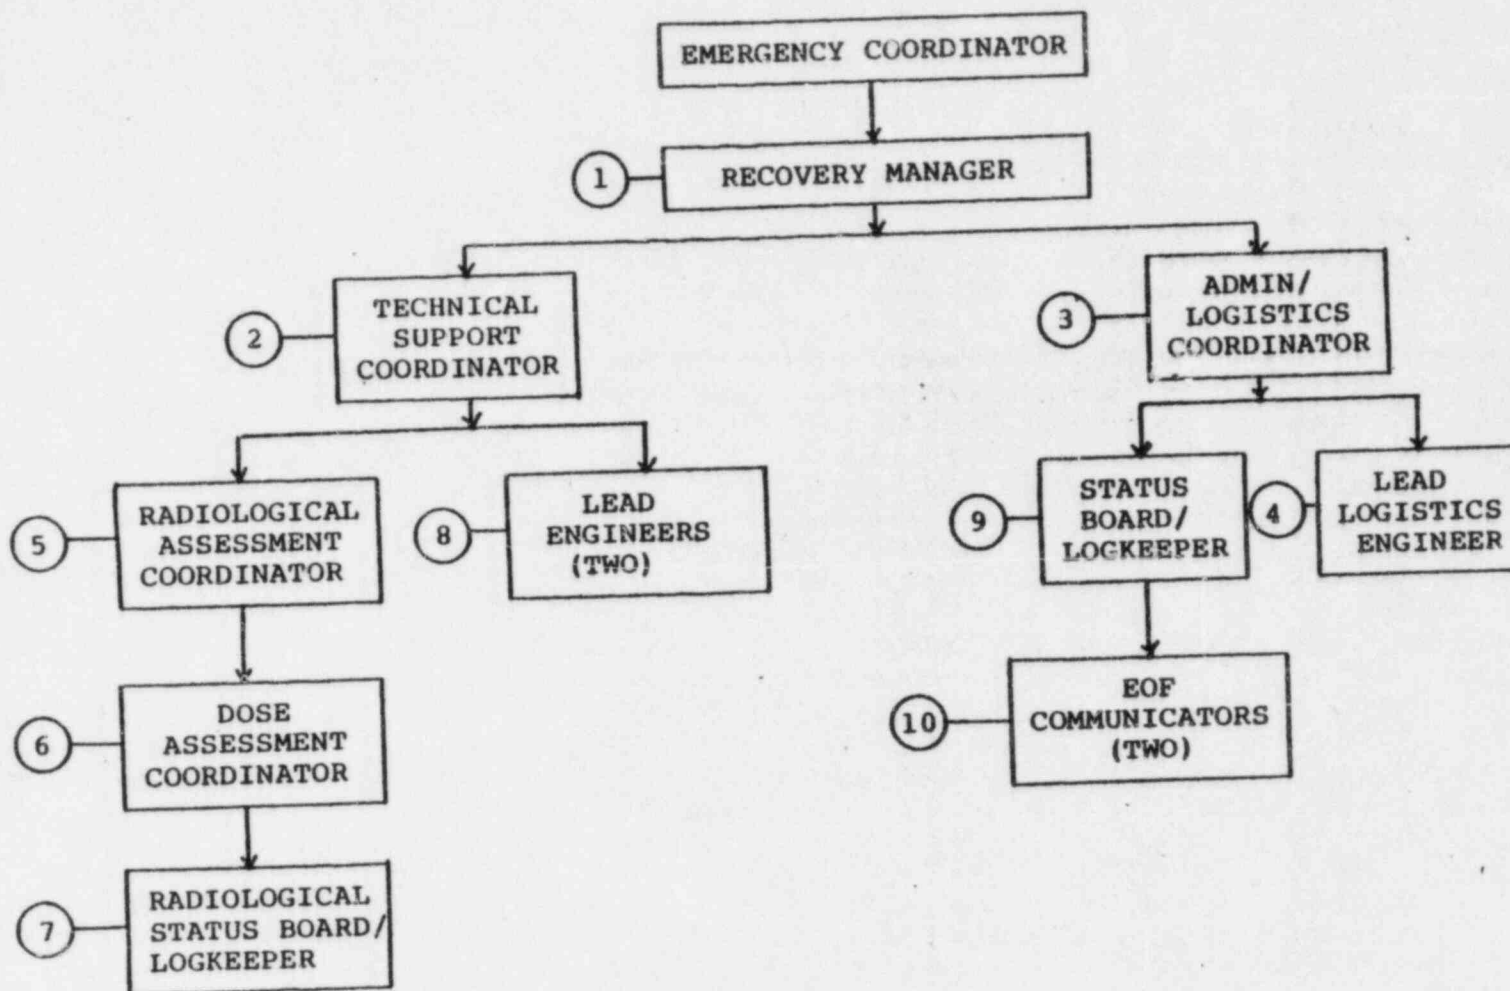 EMERGENCY COORDINATOR
1
RECOVERY MANAGER
2
TECHNICAL
SUPPORT
COORDINATOR
3
ADMIN/
LOGISTICS
COORDINATOR
5
RADIOLOGICAL
ASSESSMENT
COORDINATOR
8
LEAD
ENGINEERS
(TWO)
9
STATUS
BOARD/
LOGKEEPER
4
LEAD
LOGISTICS
ENGINEER
6
DOSE
ASSESSMENT
COORDINATOR
10
EOF
COMMUNICATORS
(TWO)
7
RADIOLOGICAL
STATUS BOARD/
LOGKEEPER